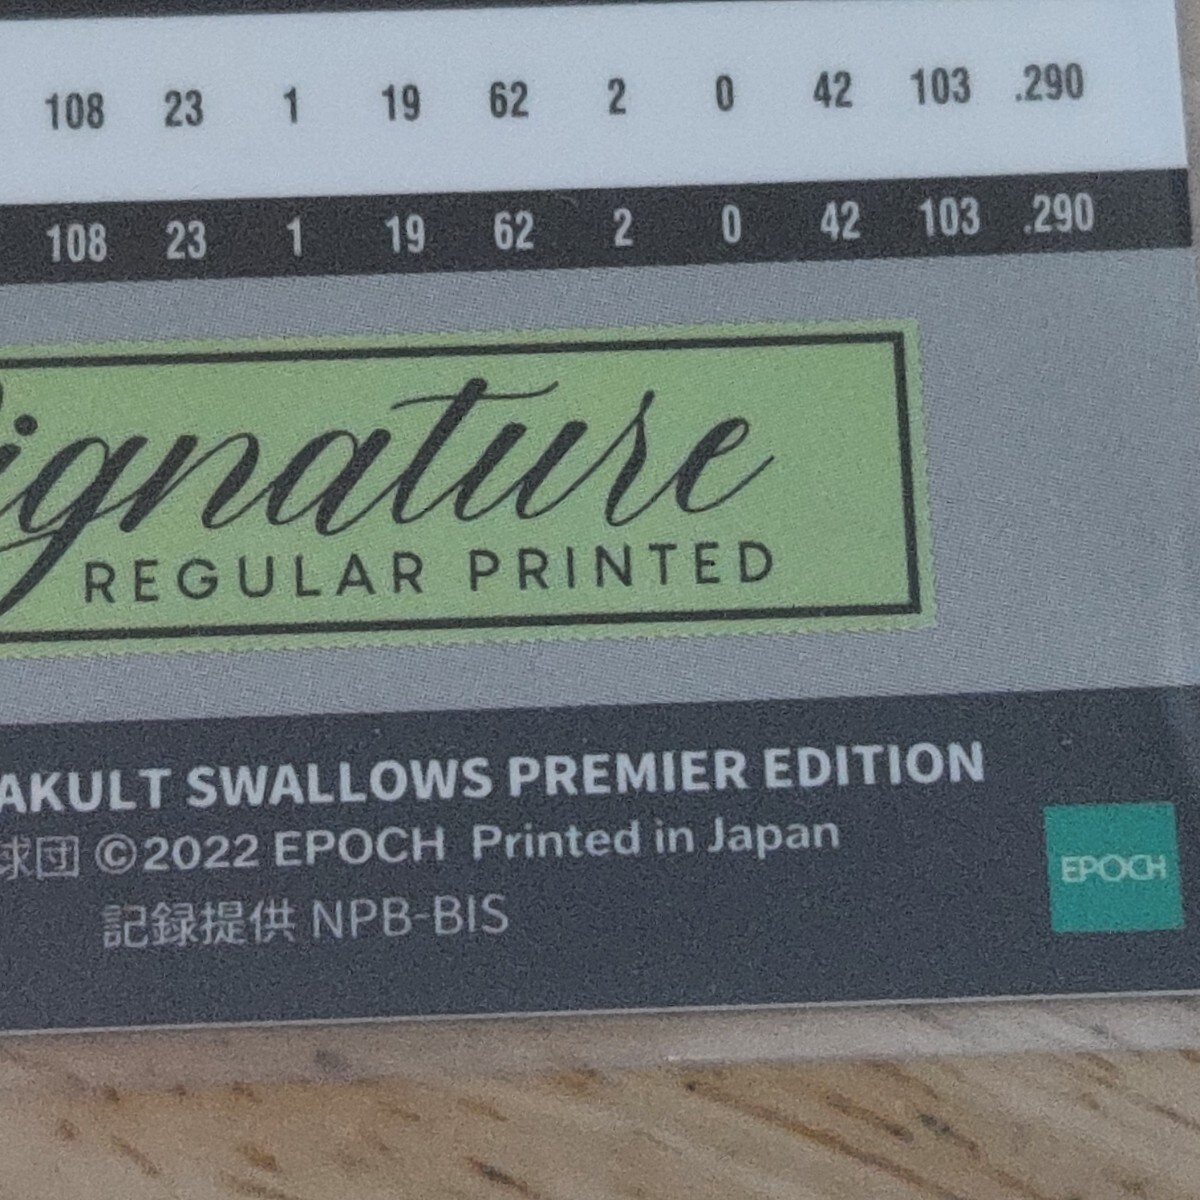 108 23 1 19 62 2 0 42 103 .290
108 23 1 19 62 2 0 42 103 .290
ignature
REGULAR PRINTED
AKULT SWALLOWS PREMIER EDITION
球団 ©2022 EPOCH Printed in Japan
EPOCH
記録提供 NPB-BIS